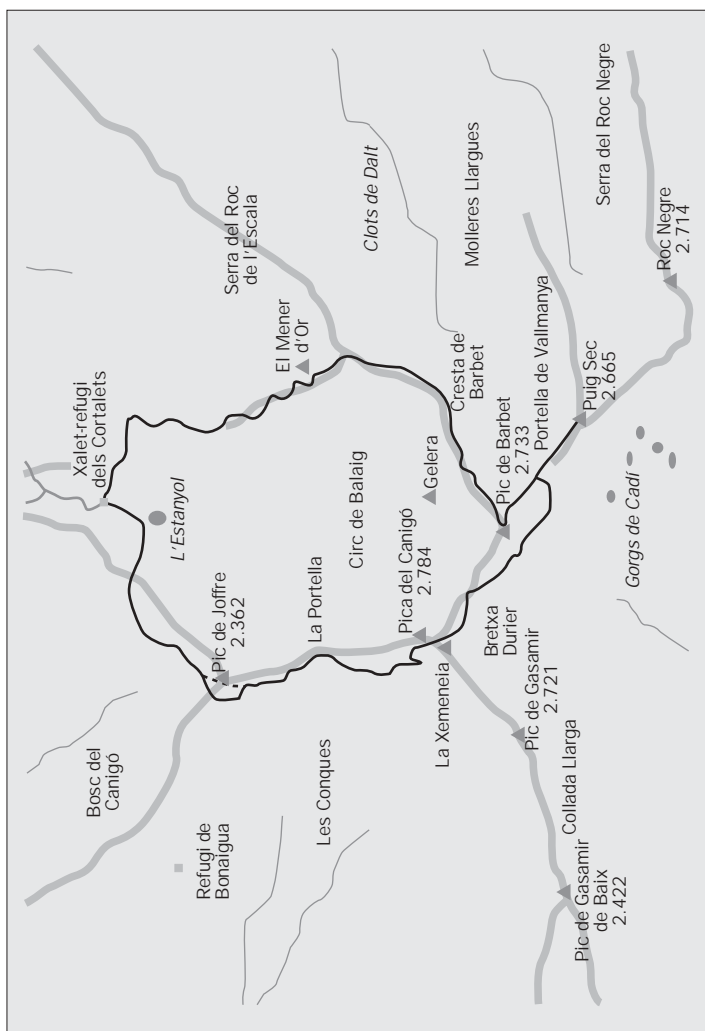 Xalet-refugi
dels Cortalets
L'Estanyol
Serra del Roc
de l'Escala
El Mener
d'Or
Clots de Dalt
Molleres Llargues
Serra del Roc Negre
Roc Negre
2.714
Puig Sec
2.665
Portella de Vallmanya
Cresta de
Barbet
Pic de Barbet
2.733
Gelera
Circ de Balaig
Pica del Canigó
2.784
La Portella
Pic de Joffre
2.362
Bosc del
Canigó
Refugi de
Bonaigua
Les Conques
La Xemeneia
Bretxa
Durier
Pic de Gasamir
2.721
Collada Llarga
Pic de Gasamir
de Baix
2.422
Gorgs de Cadí